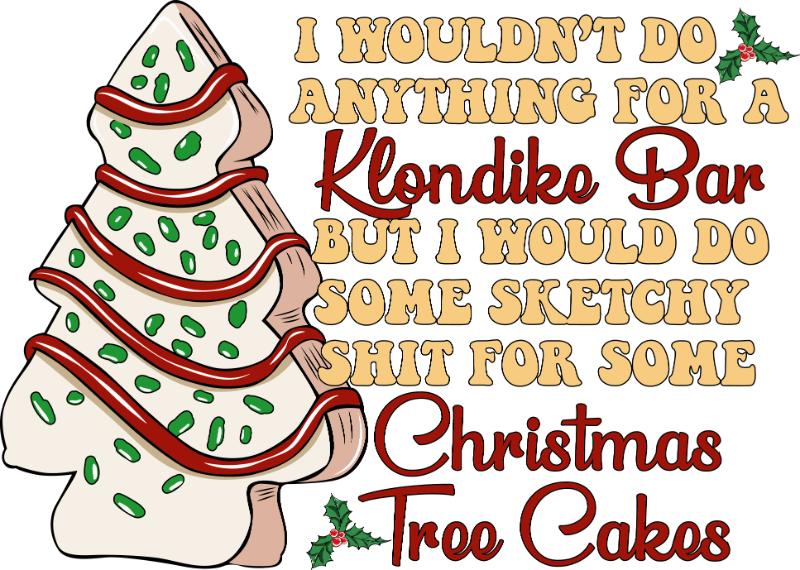 I WOULDN'T DO
ANYTHING FOR A
Klondike Bar
BUT I WOULD DO
SOME SKETCHY
SHIT FOR SOME
Christmas
Tree Cakes